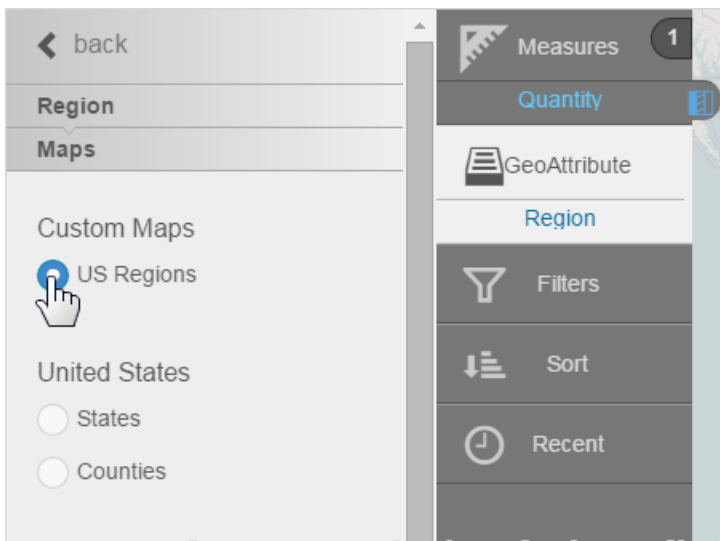 back
Region
Maps
Custom Maps
US Regions
United States
States
Counties
Measures
1
Quantity
GeoAttribute
Region
Filters
Sort
Recent